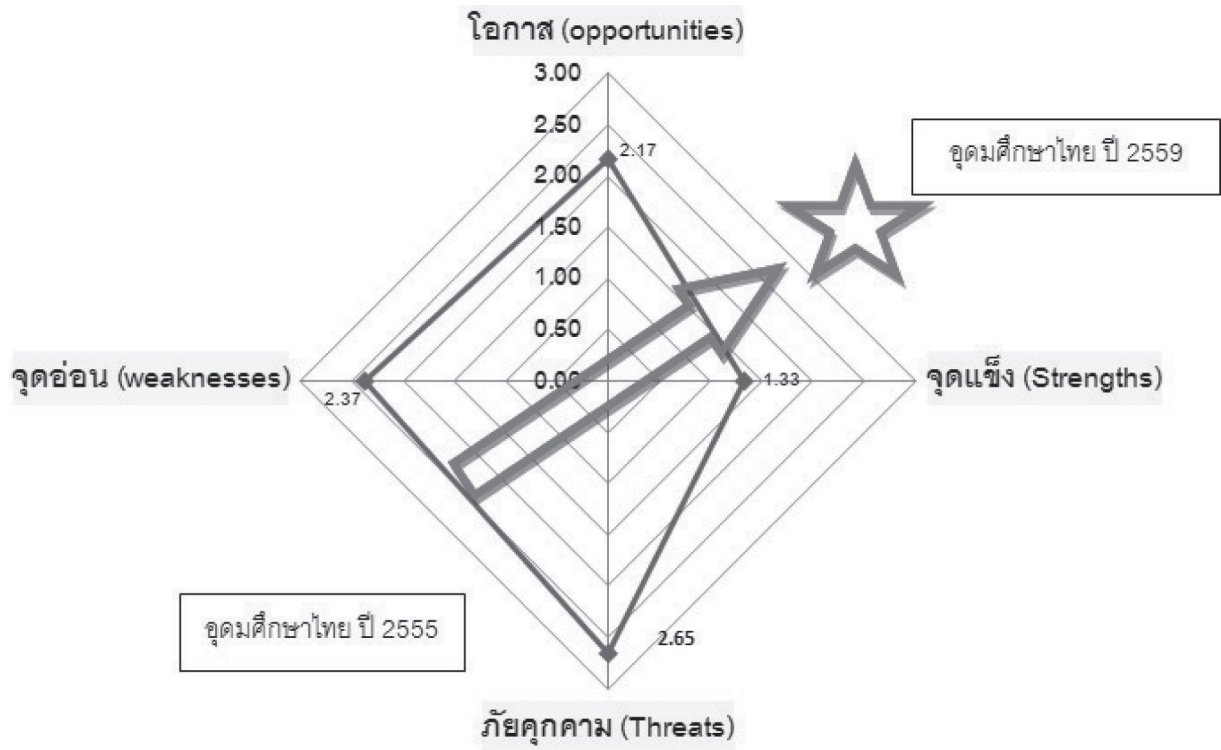 โอกาส (opportunities)
3.00
2.50
2.00
1.50
1.00
0.50
0.00
2.17
อุดมศึกษาไทย ปี 2559
จุดอ่อน (weaknesses)
2.37
1.33
จุดแข็ง (Strengths)
อุดมศึกษาไทย ปี 2555
2.65
ภัยคุกคาม (Threats)